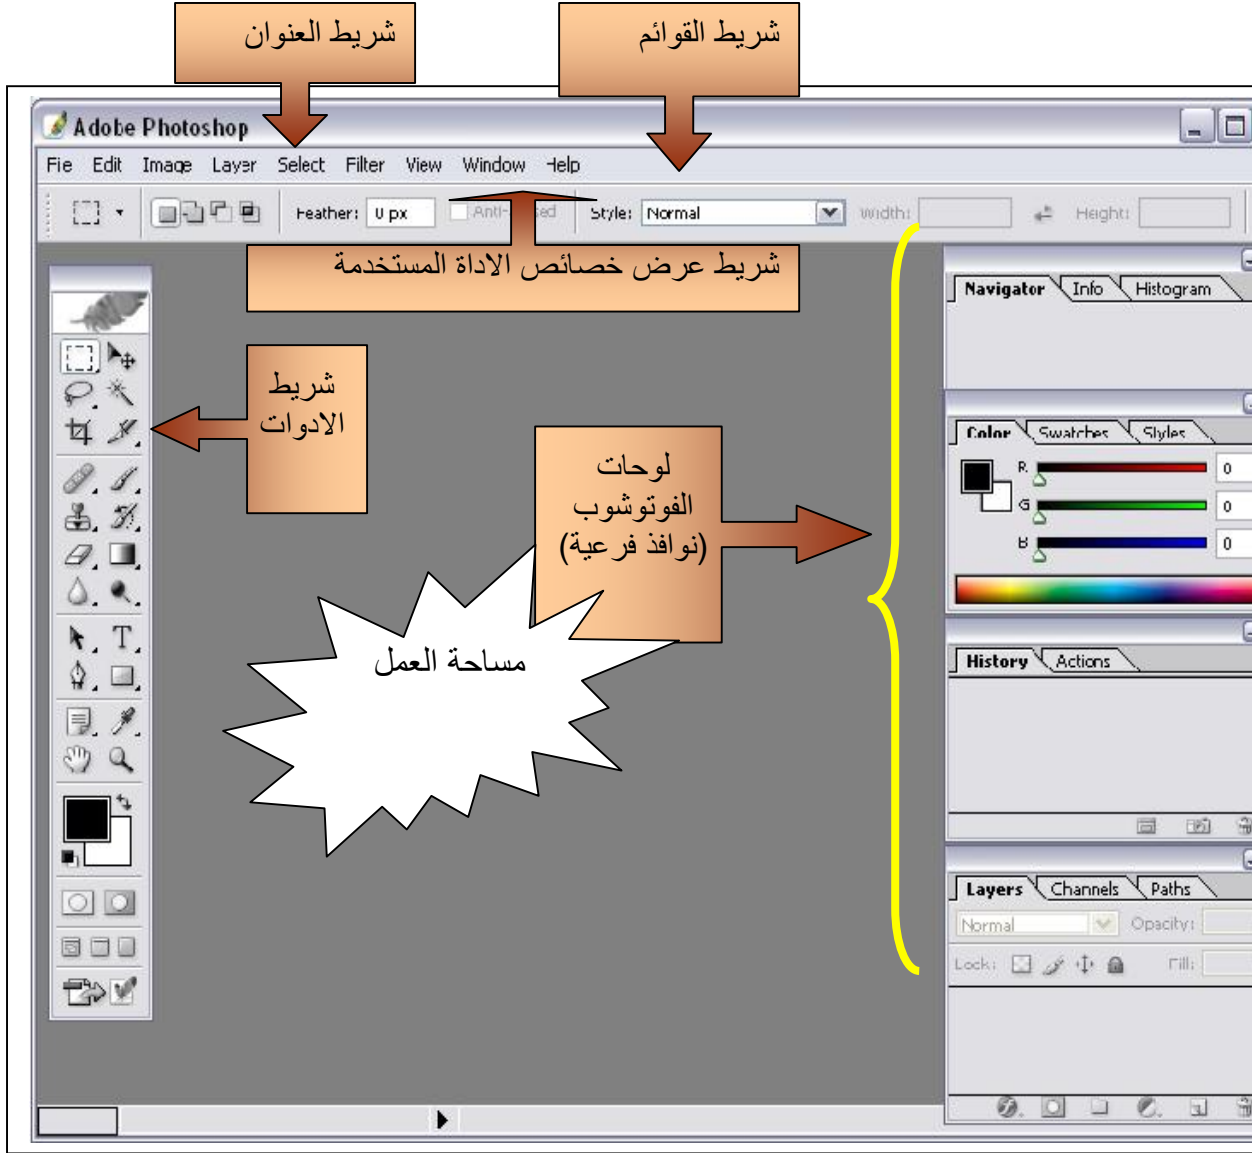 شريط العنوان
شريط القوائم
Adobe Photoshop
File Edit Image Layer Select Filter View Window Help
Feather: 0 px Style: Normal Width: Height:
شريط عرض خصائص الاداة المستخدمة
Navigator Info Histogram
شريط
الادوات
Color Swatches Styles
R 0
G 0
B 0
لوحات
الفوتوشوب
(نوافذ فرعية)
مساحة العمل
T
History Actions
Layers Channels Paths
Normal Opacity:
Lock: Fill: